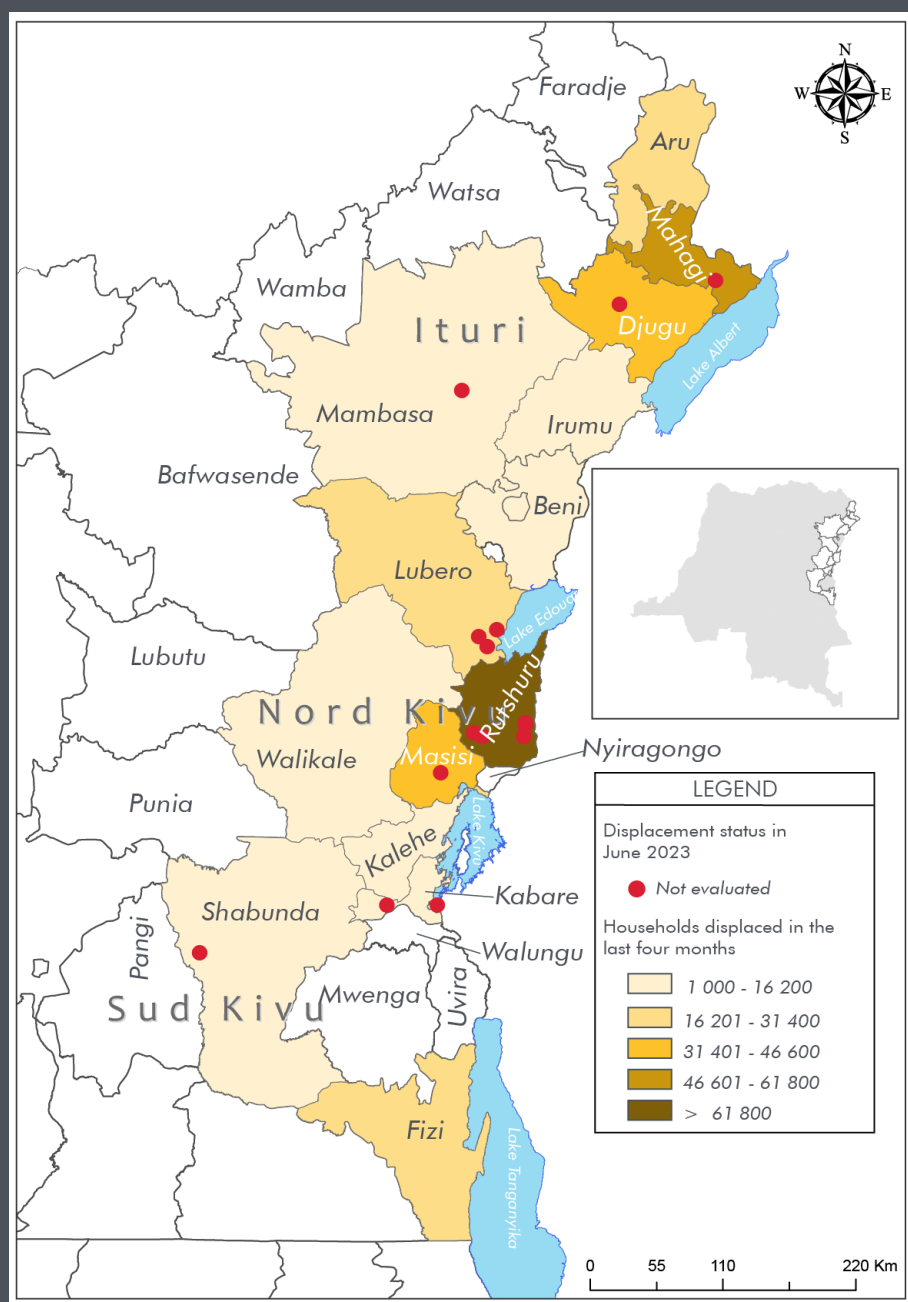 N
W
E
S
Faradje
Aru
Watsa
Mahagi
Wamba
Ituri
Djugu
Lake Albert
Mambasa
Irumu
Bafwasende
Beni
Lubero
Lake Edouard
Lubutu
Rutshuru
Nord Kivu
Walikale
Masisi
Nyiragongo
Punia
Lake Kivu
Kalehe
Kabare
Shabunda
Pangi
Walungu
Sud Kivu
Mwenga
Uvira
Fizi
Lake Tanganyika
LEGEND
Displacement status in
June 2023
Not evaluated
Households displaced in the
last four months
1 000 - 16 200
16 201 - 31 400
31 401 - 46 600
46 601 - 61 800
> 61 800
0 55 110 220 Km